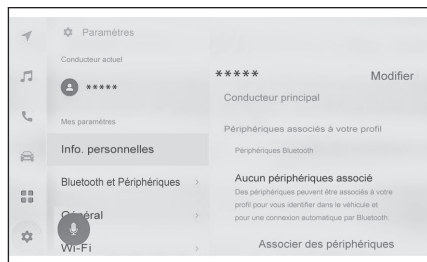 Paramètres
Conducteur actuel
*****
Mes paramètres
Info. personnelles
Bluetooth et Périphériques
Général
Wi-Fi
***** Modifier
Conducteur principal
Périphériques associés à votre profil
Périphériques Bluetooth
Aucun périphériques associé
Des périphériques peuvent être associés à votre
profil pour vous identifier dans le véhicule et
pour une connexion automatique par Bluetooth.
Associer des périphériques